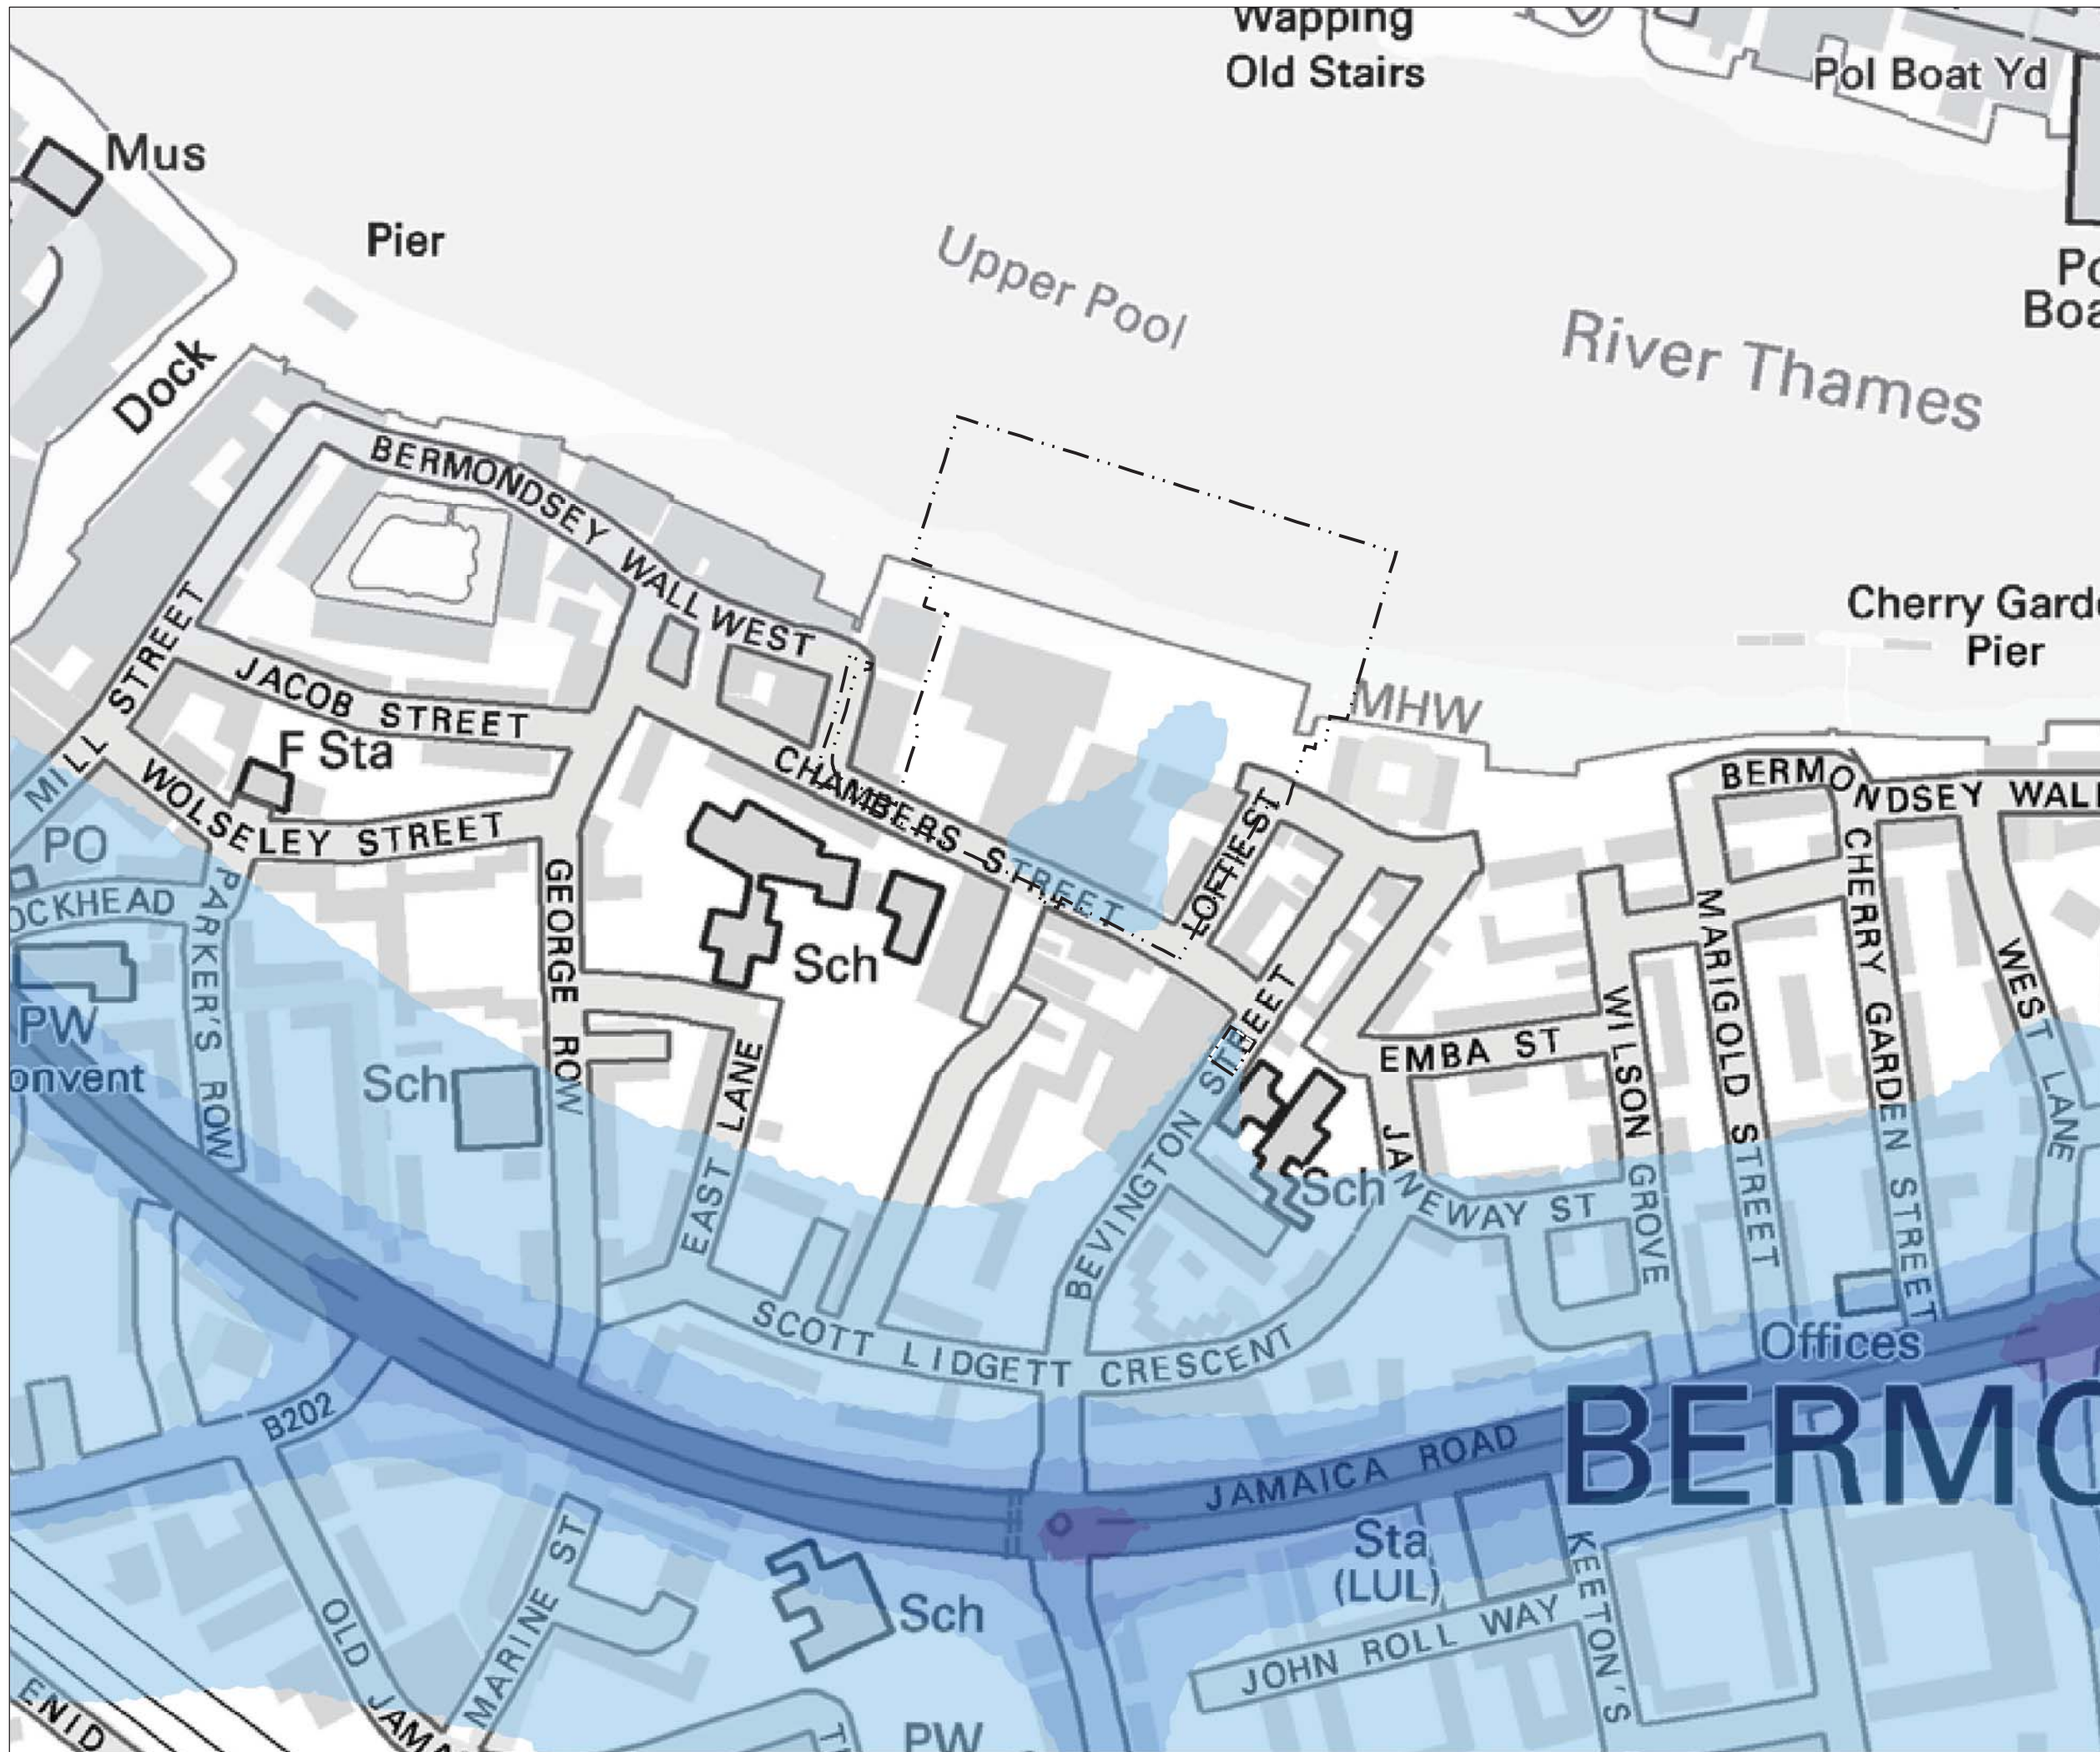 Wapping
Old Stairs
Pol Boat Yd
Mus
Pier
Upper Pool
River Thames
Dock
BERMONDSEY WALL WEST
Cherry Garde
Pier
MHW
JACOB STREET
F Sta
MILL STREET
WOLSELEY STREET
CHAMBERS STREET
LOFTIE ST
BERMONDSEY WALL
PO
OCKHEAD
PARKER'S ROW
GEORGE ROW
Sch
CHERRY GARDEN STREET
MARIGOLD STREET
WEST LANE
PW
onvent
Sch
EAST LANE
BEVINGTON STREET
EMBA ST
WILSON GROVE
JANEWAY ST
Sch
SCOTT LIDGETT CRESCENT
Offices
B202
JAMAICA ROAD
BERMO
Sta
(LUL)
MARINE ST
OLD JAMA
Sch
KEETON'S
JOHN ROLL WAY
ENID
PW